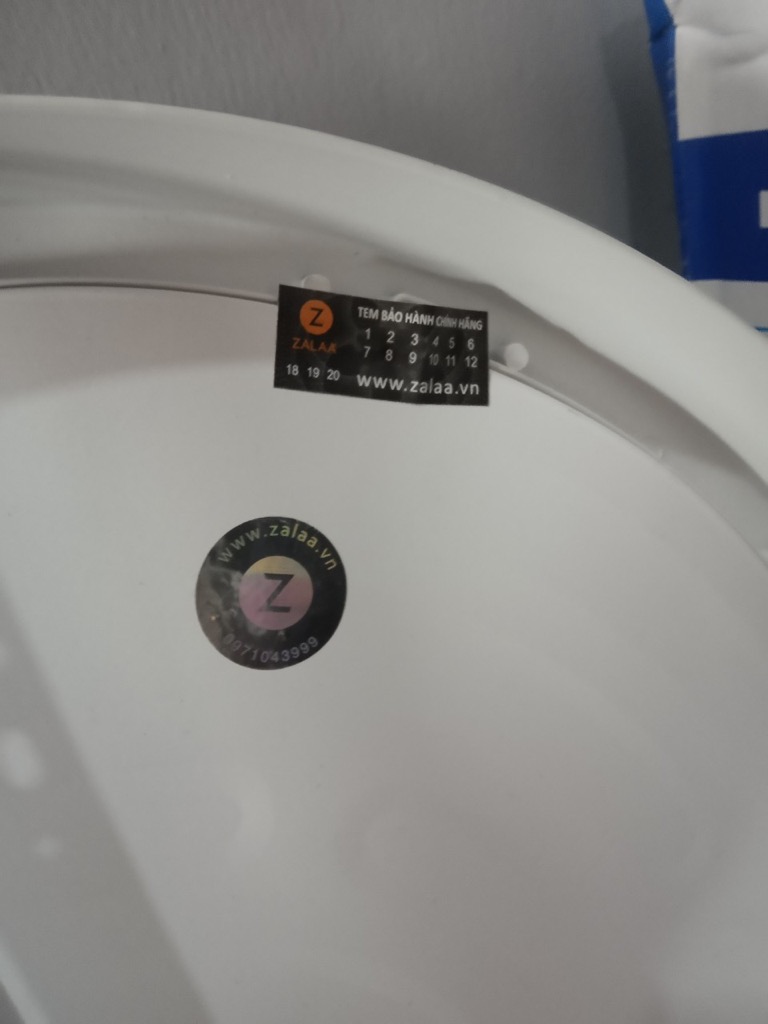 Z
ZALAA
TEM BẢO HÀNH CHÍNH HÃNG
1 2 3 4 5 6
7 8 9 10 11 12
18 19 20
www.zalaa.vn
www.zalaa.vn
Z
0971043999